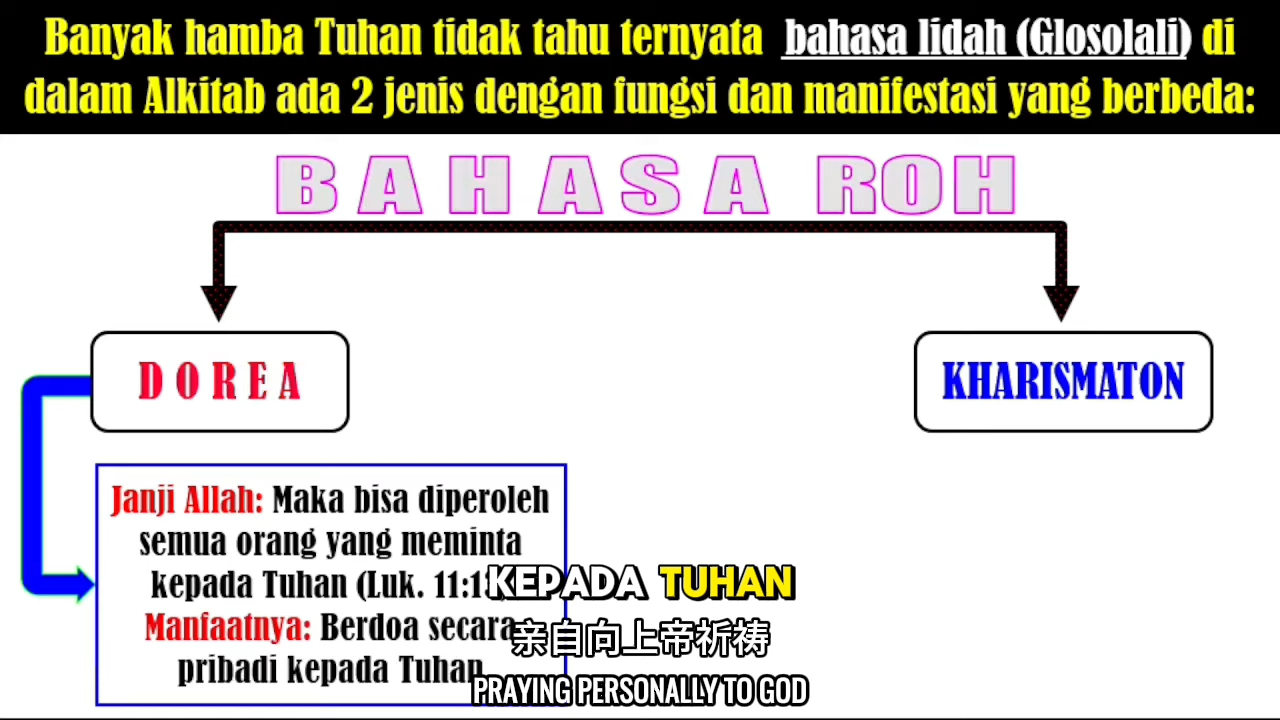 Banyak hamba Tuhan tidak tahu ternyata bahasa lidah (Glosolali) di
dalam Alkitab ada 2 jenis dengan fungsi dan manifestasi yang berbeda:
BAHASA ROH
DOREA
KHARISMATON
Janji Allah: Maka bisa diperoleh
semua orang yang meminta
kepada Tuhan (Luk.
Manfaatnya: Berdoa secara
pribadi kepada Tuhan
KEPADA TUHAN
亲自向上帝祈祷
PRAYING PERSONALLY TO GOD